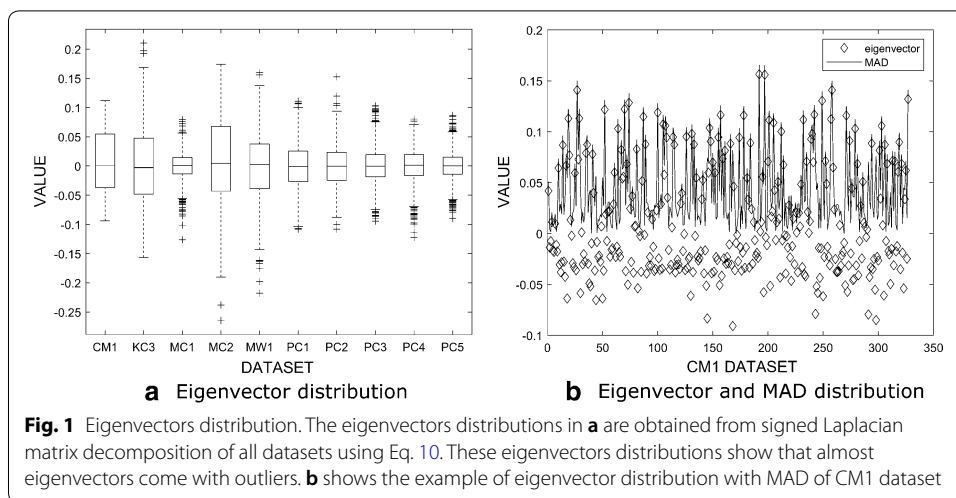 0.2
0.15
0.1
0.05
0
-0.05
-0.1
-0.15
-0.2
-0.25
VALUE
CM1 KC3 MC1 MC2 MW1 PC1 PC2 PC3 PC4 PC5
DATASET
a Eigenvector distribution
0.2
0.15
0.1
0.05
0
-0.05
-0.1
VALUE
eigenvector
MAD
0 50 100 150 200 250 300 350
CM1 DATASET
b Eigenvector and MAD distribution
Fig. 1 Eigenvectors distribution. The eigenvectors distributions in a are obtained from signed Laplacian
matrix decomposition of all datasets using Eq. 10. These eigenvectors distributions show that almost
eigenvectors come with outliers. b shows the example of eigenvector distribution with MAD of CM1 dataset